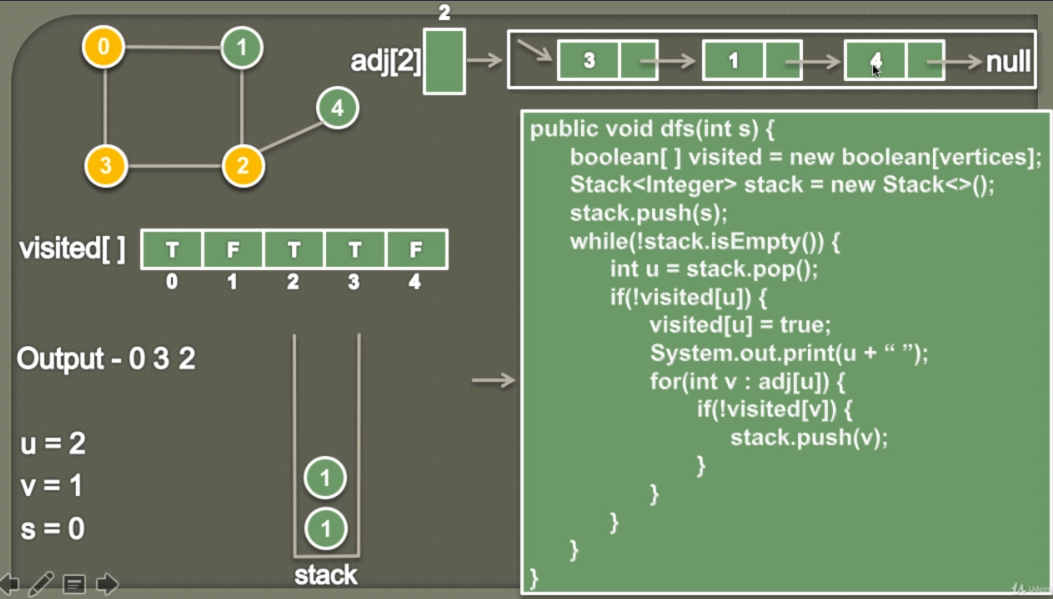 2
0 1
adj[2] 3 1 4 null
4
3 2
visited[ ] T F T T F
0 1 2 3 4
Output - 0 3 2
u = 2
v = 1
s = 0
1
1
stack
public void dfs(int s) {
boolean[ ] visited = new boolean[vertices];
Stack<Integer> stack = new Stack<>();
stack.push(s);
while(!stack.isEmpty()) {
int u = stack.pop();
if(!visited[u]) {
visited[u] = true;
System.out.print(u + “ ”);
for(int v : adj[u]) {
if(!visited[v]) {
stack.push(v);
}
}
}
}
}
Udemy